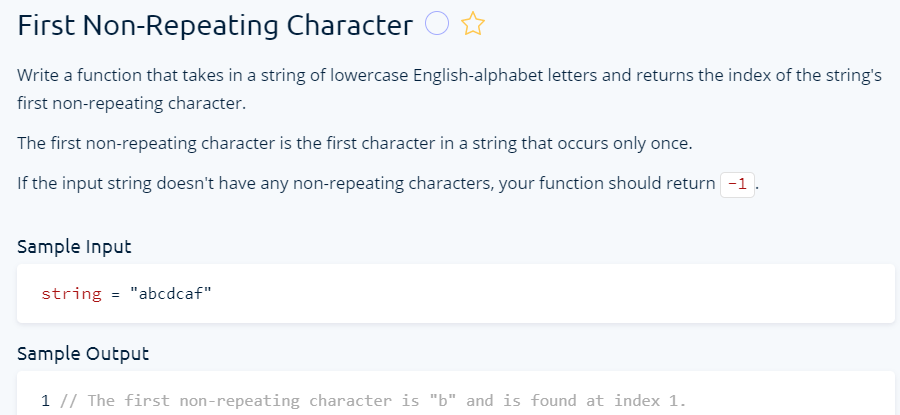 First Non-Repeating Character
Write a function that takes in a string of lowercase English-alphabet letters and returns the index of the string's
first non-repeating character.
The first non-repeating character is the first character in a string that occurs only once.
If the input string doesn't have any non-repeating characters, your function should return -1.
Sample Input
string = "abcdcaf"
Sample Output
1 // The first non-repeating character is "b" and is found at index 1.